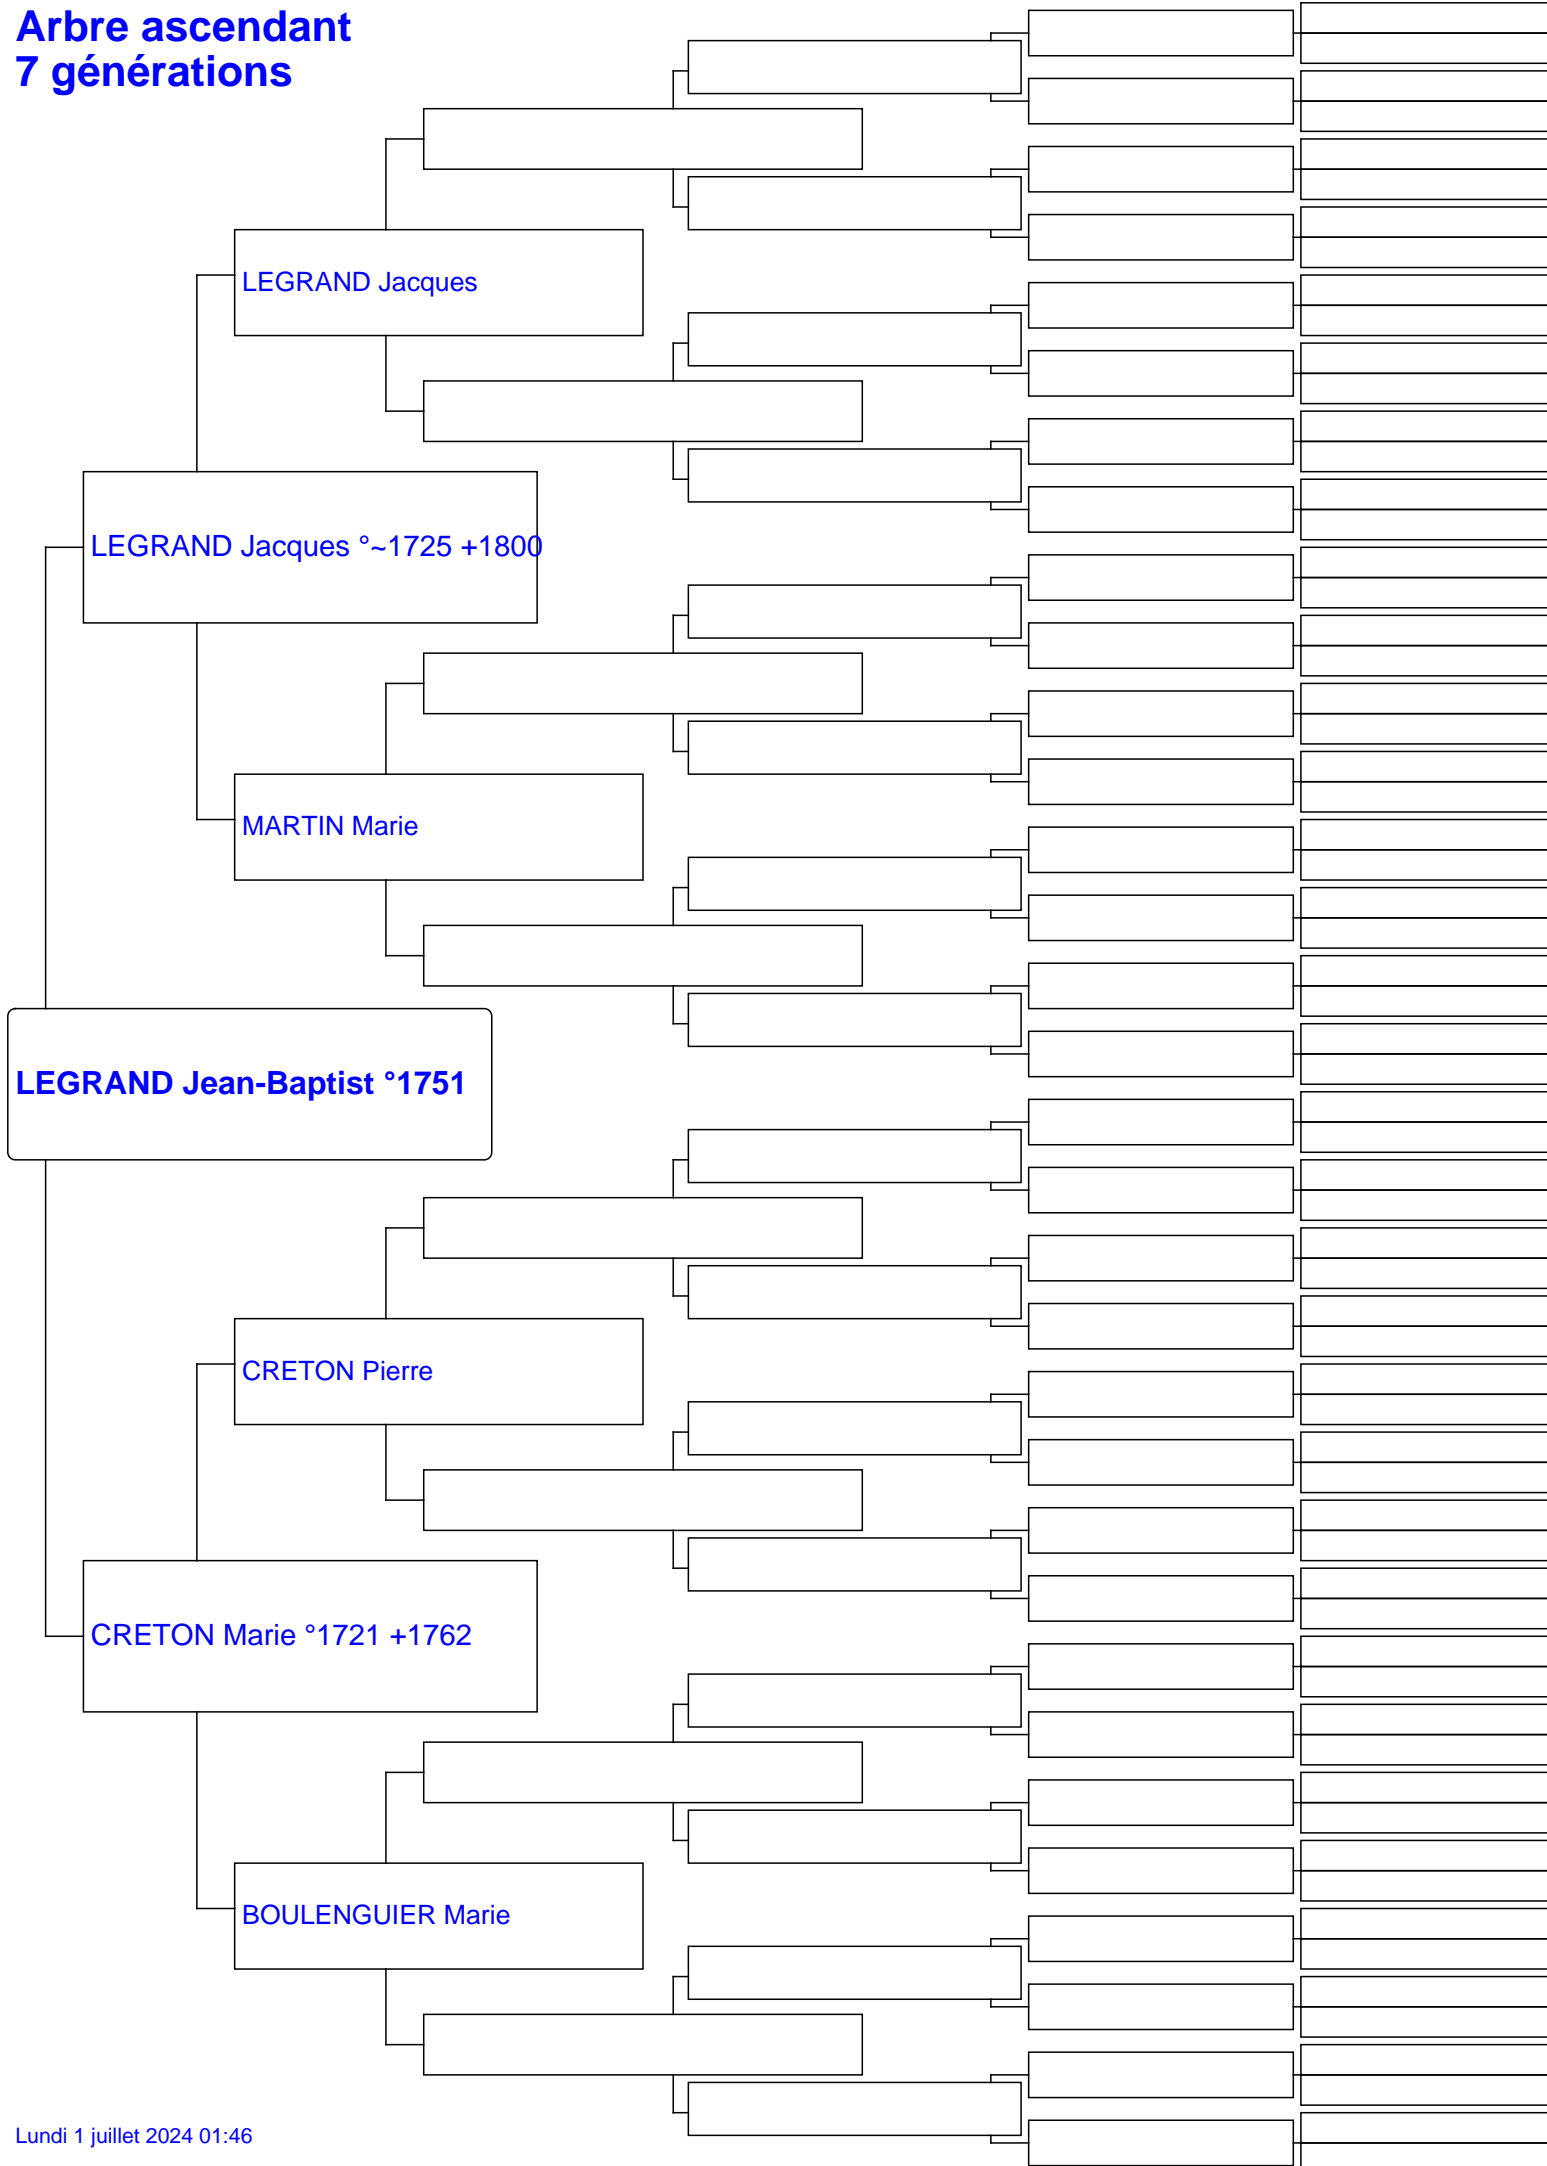 Arbre ascendant
7 générations
LEGRAND Jacques
LEGRAND Jacques °~1725 +1800
MARTIN Marie
LEGRAND Jean-Baptist °1751
CRETON Pierre
CRETON Marie °1721 +1762
BOULENGUIER Marie
Lundi 1 juillet 2024 01:46